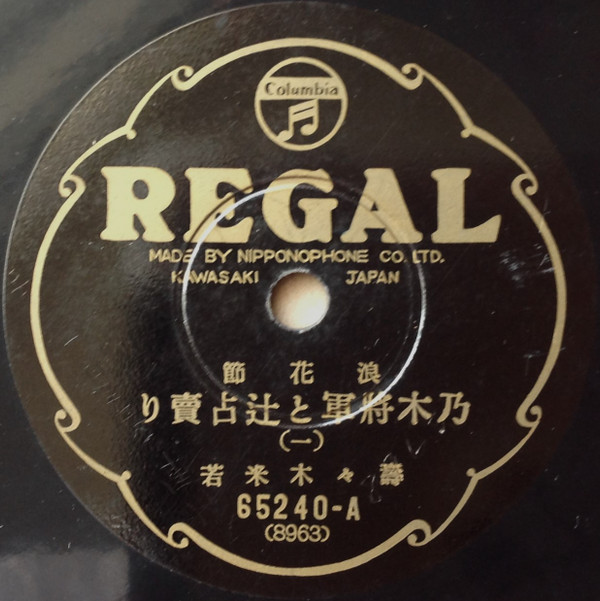 Columbia
REGAL
MADE BY NIPPONOPHONE CO. LTD.
KAWASAKI JAPAN
浪花節
乃木將軍と辻占賣り
(一)
壽々木米若
65240-A
(8963)